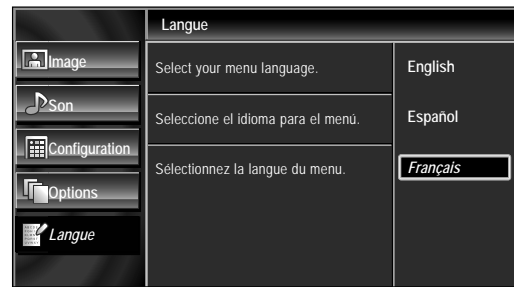 Langue
Image
Son
Configuration
Options
Langue
Select your menu language.
Seleccione el idioma para el menú.
Sélectionnez la langue du menu.
English
Español
Français